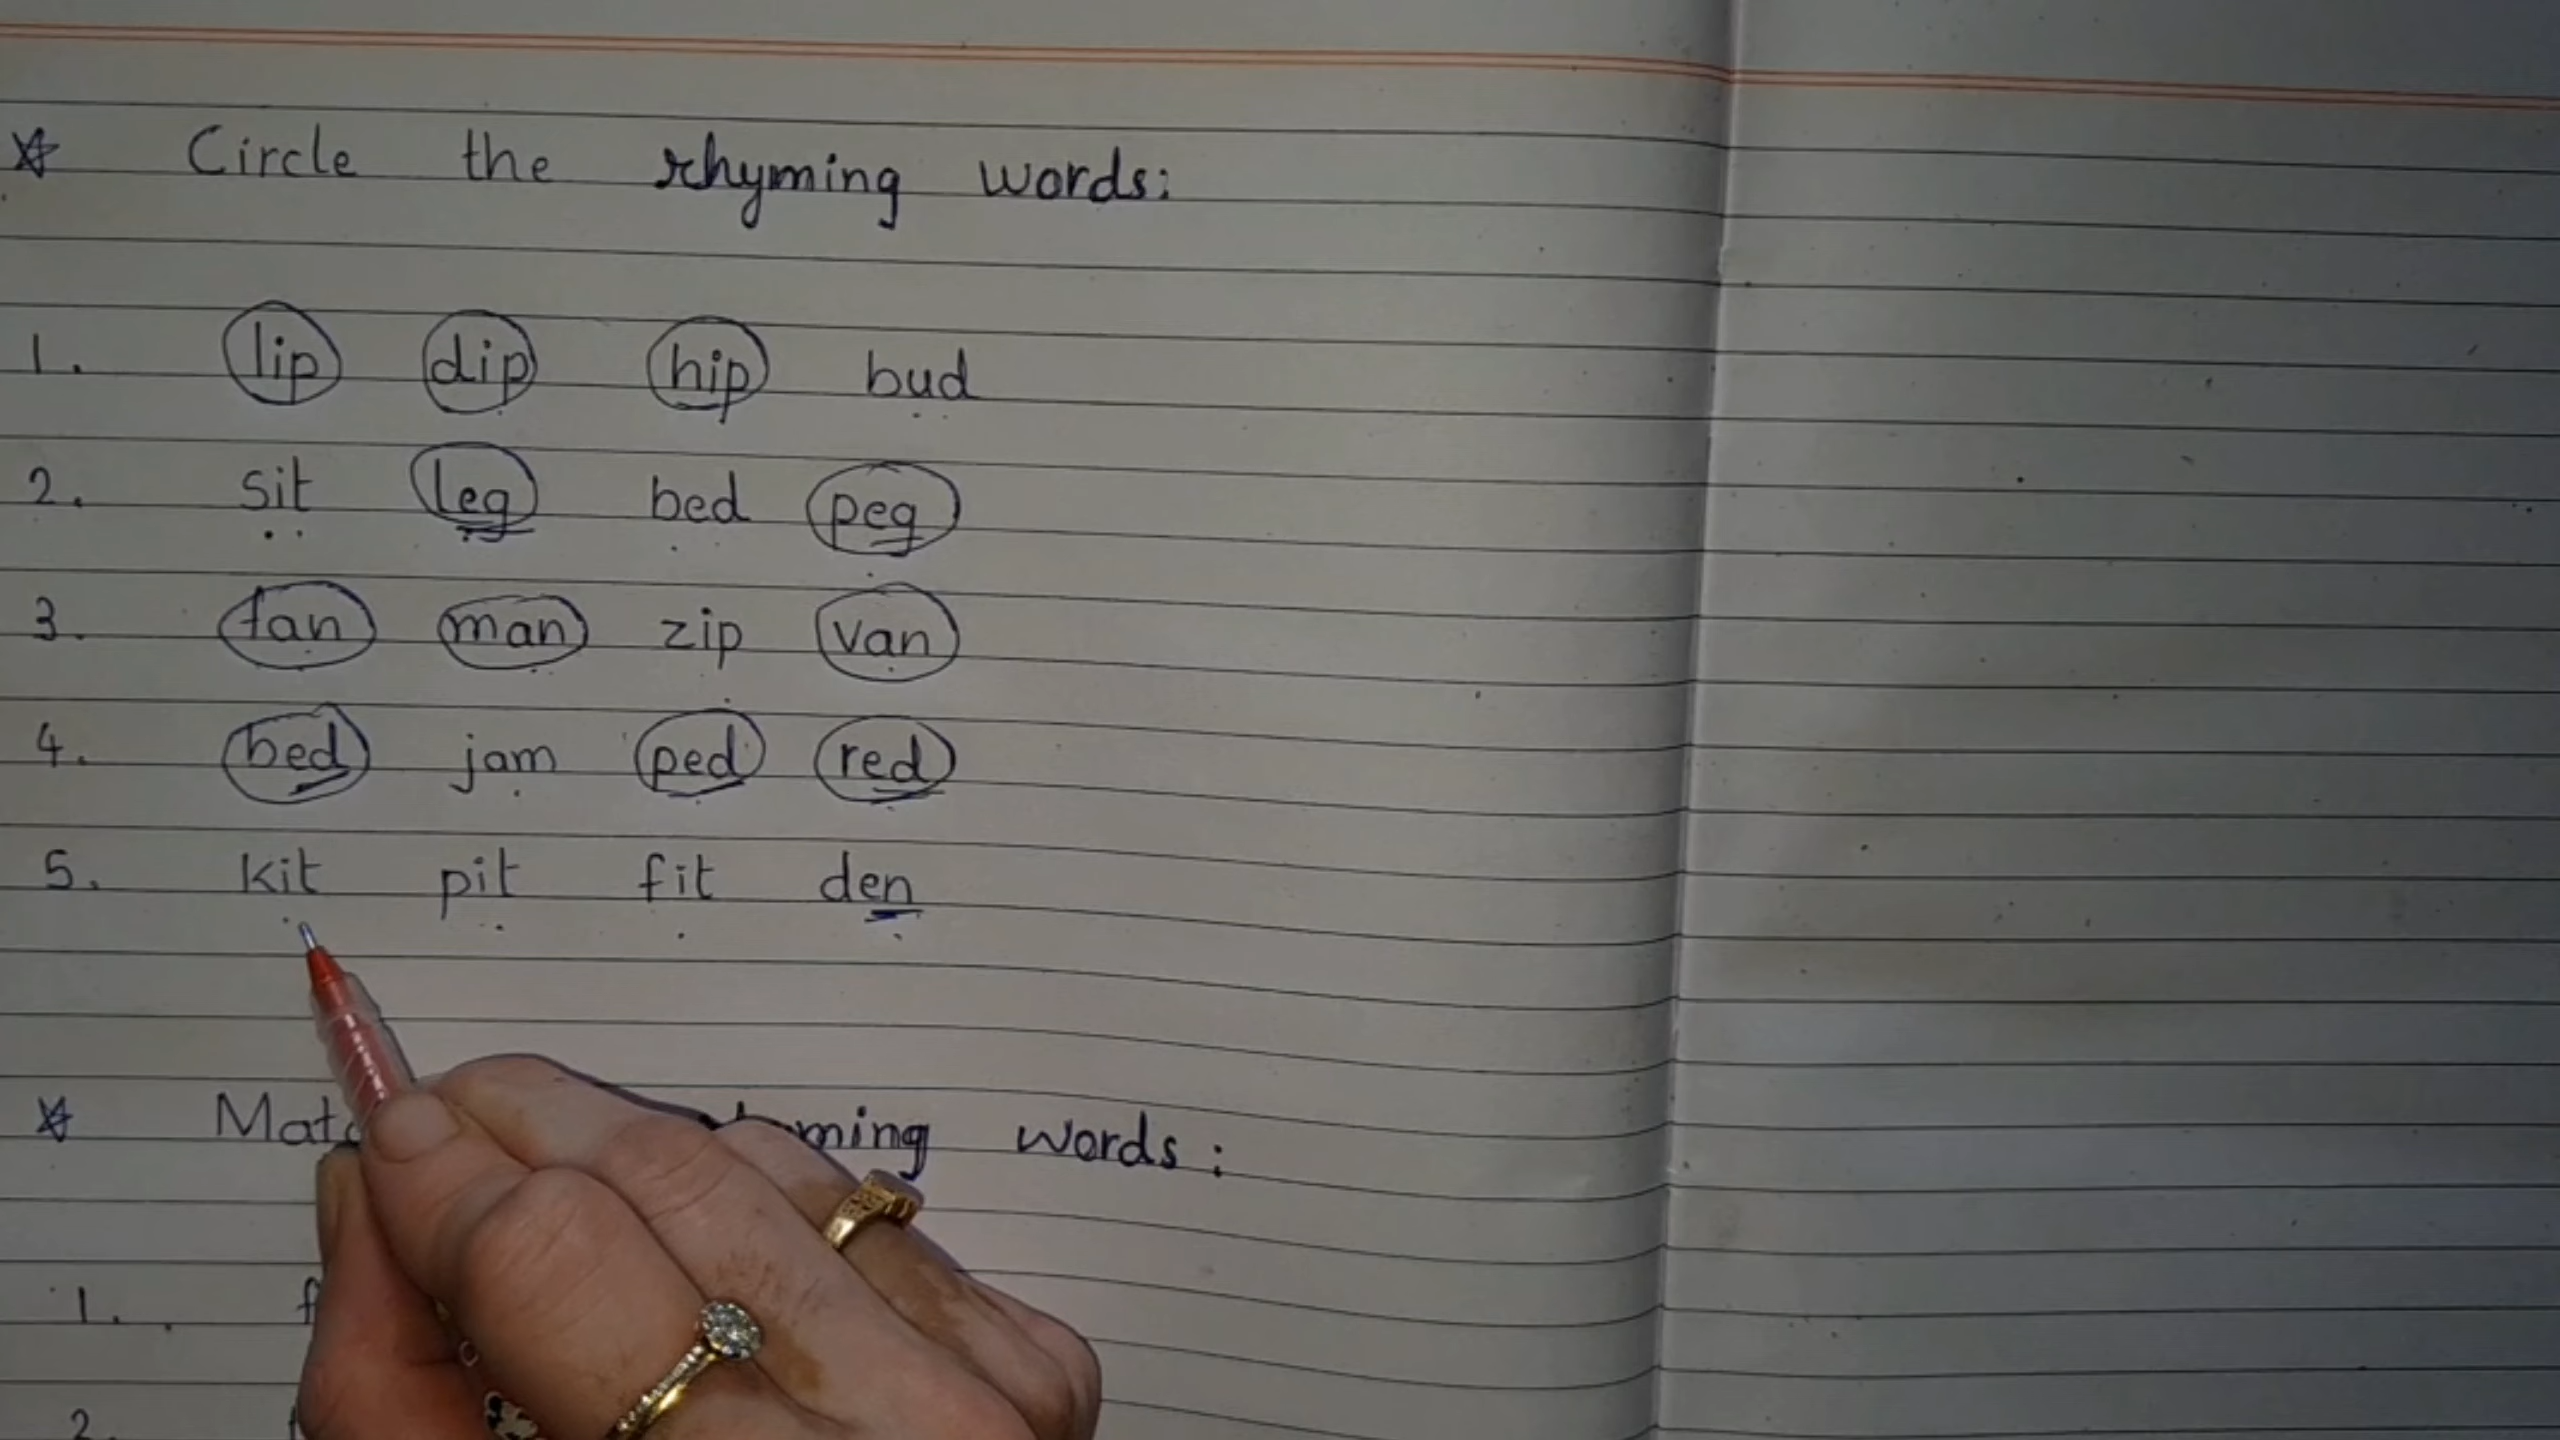 Circle the rhyming words:
1. lip dip hip bud
2. sit leg bed peg
3. fan man zip van
4. bed jam ped red
5. kit pit fit den
words:
1.
2.